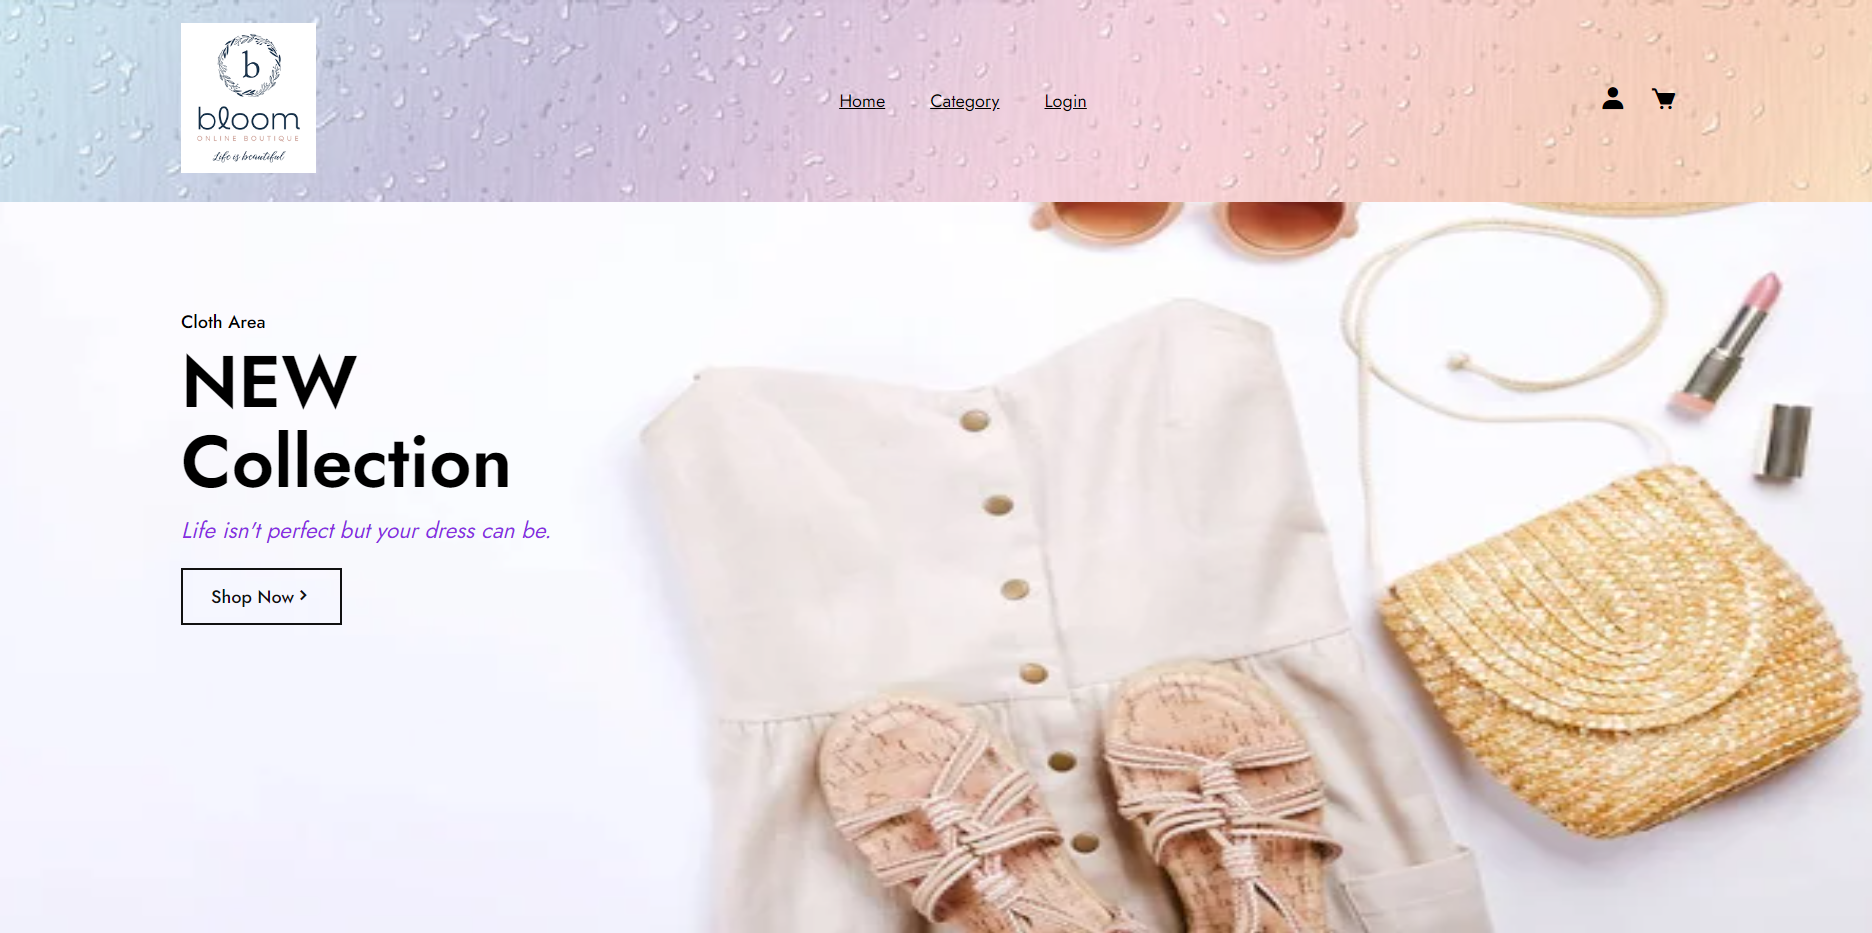 b
bloom
ONLINE BOUTIQUE
Life is beautiful
Home Category Login
Cloth Area
NEW
Collection
Life isn't perfect but your dress can be.
Shop Now